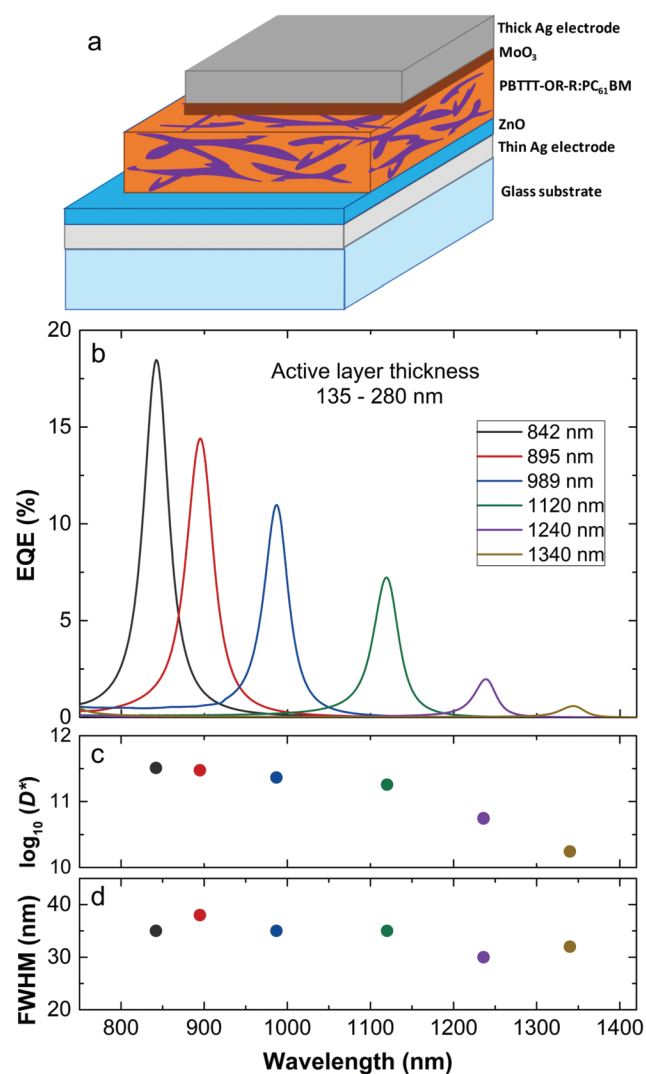 a
Thick Ag electrode
MoO₃
PBTTT-OR-R:PC₆₁BM
ZnO
Thin Ag electrode
Glass substrate
b
Active layer thickness
135 - 280 nm
842 nm
895 nm
989 nm
1120 nm
1240 nm
1340 nm
EQE (%)
20
15
10
5
0
c
log₁₀ (D*)
12
11
10
d
FWHM (nm)
40
30
20
800 900 1000 1100 1200 1300 1400
Wavelength (nm)